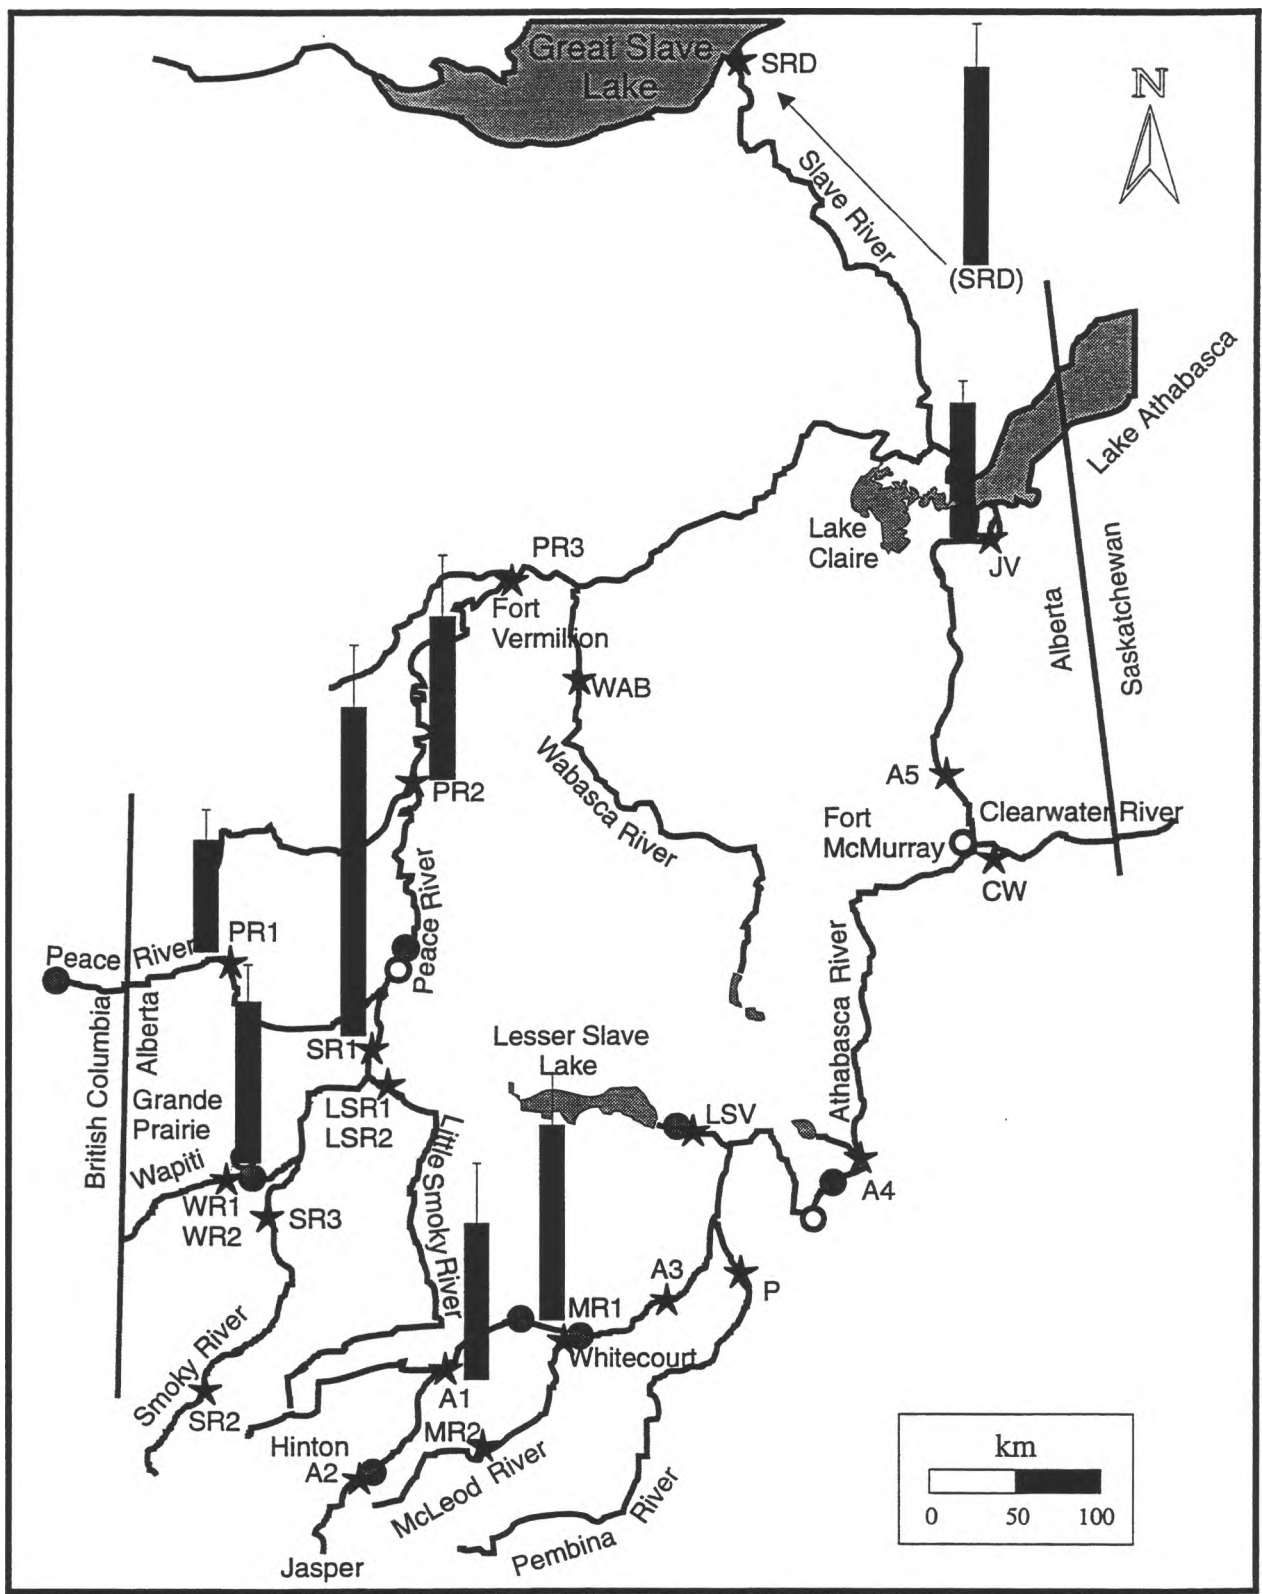 Great Slave
Lake
SRD
N
Slave River
(SRD)
Lake Athabasca
Lake
Claire
JV
Alberta
Saskatchewan
PR3
Fort
Vermillion
WAB
Wabasca River
PR2
A5
Clearwater River
Fort
McMurray
CW
Peace River
PR1
Peace River
British Columbia
Alberta
SR1
Lesser Slave
Lake
Athabasca River
Grande
Prairie
LSR1
LSR2
LSV
Wapiti
WR1
WR2
SR3
Little Smoky River
A4
A3
P
MR1
Whitecourt
Smoky River
SR2
A1
MR2
Hinton
A2
McLeod River
Pembina River
Jasper
km
0 50 100